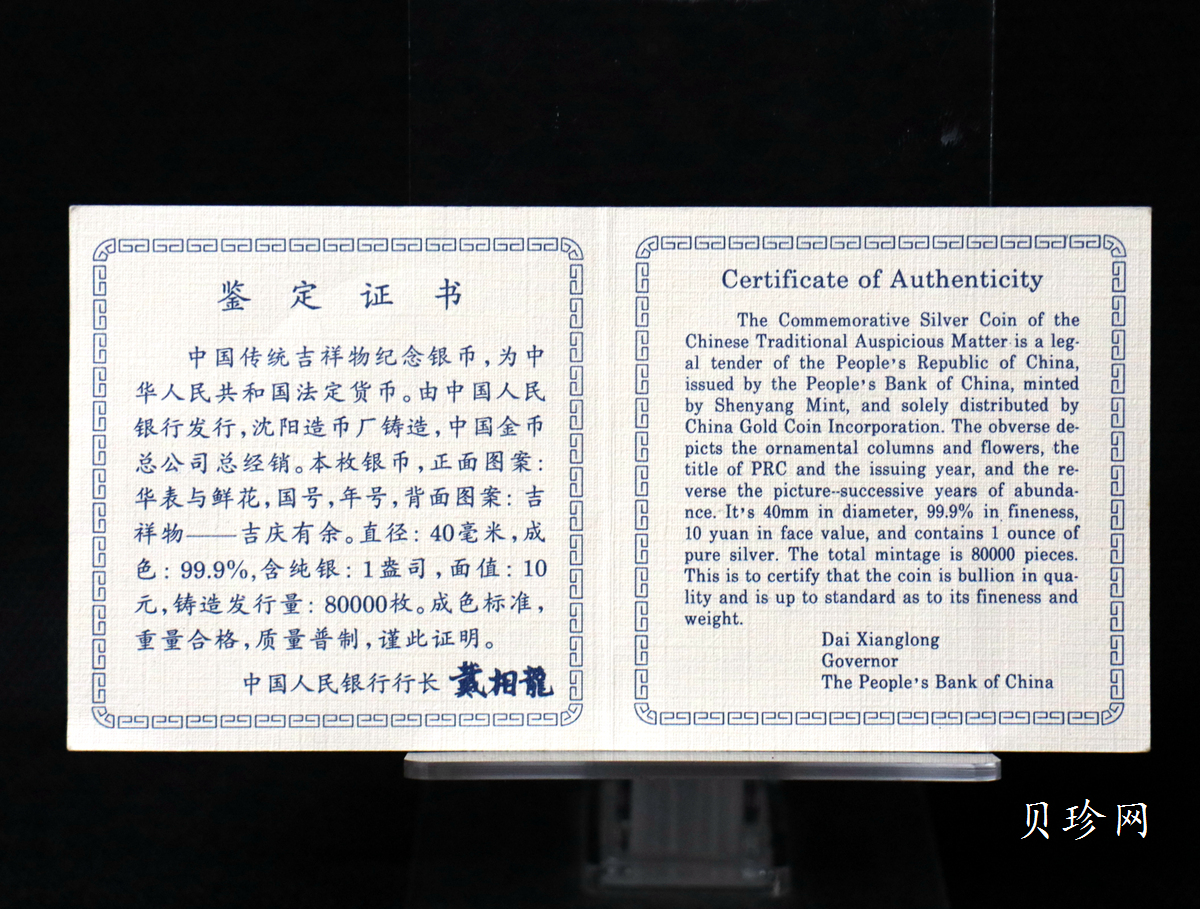 鉴定证书
中国传统吉祥物纪念银币,为中
华人民共和国法定货币。由中国人民
银行发行,沈阳造币厂铸造,中国金币
总公司总经销。本枚银币,正面图案:
华表与鲜花,国号,年号,背面图案:吉
祥物——吉庆有余。直径:40毫米,成
色:99.9%,含纯银:1盎司,面值:10
元,铸造发行量:80000枚。成色标准,
重量合格,质量普制,谨此证明。
中国人民银行行长 戴相龍
Certificate of Authenticity
The Commemorative Silver Coin of the
Chinese Traditional Auspicious Matter is a leg-
al tender of the People's Republic of China,
issued by the People's Bank of China, minted
by Shenyang Mint, and solely distributed by
China Gold Coin Incorporation. The obverse de-
picts the ornamental columns and flowers, the
title of PRC and the issuing year, and the re-
verse the picture--successive years of abunda-
nce. It's 40mm in diameter, 99.9% in fineness,
10 yuan in face value, and contains 1 ounce of
pure silver. The total mintage is 80000 pieces.
This is to certify that the coin is bullion in qua-
lity and is up to standard as to its fineness and
weight.
Dai Xianglong
Governor
The People's Bank of China
贝珍网